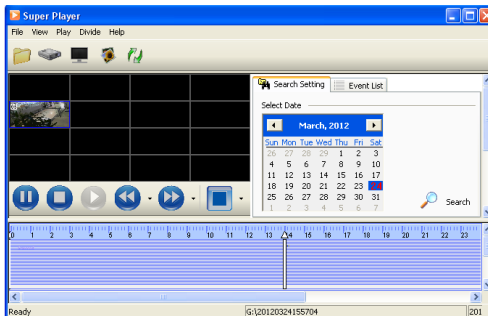 Super Player
File View Play Divide Help
Search Setting Event List
Select Date
March, 2012
Sun Mon Tue Wed Thu Fri Sat
26 27 28 29 1 2 3
4 5 6 7 8 9 10
11 12 13 14 15 16 17
18 19 20 21 22 23 24
25 26 27 28 29 30 31
1 2 3 4 5 6 7
Search
0 1 2 3 4 5 6 7 8 9 10 11 12 13 14 15 16 17 18 19 20 21 22 23
Ready G:\20120324155704 201